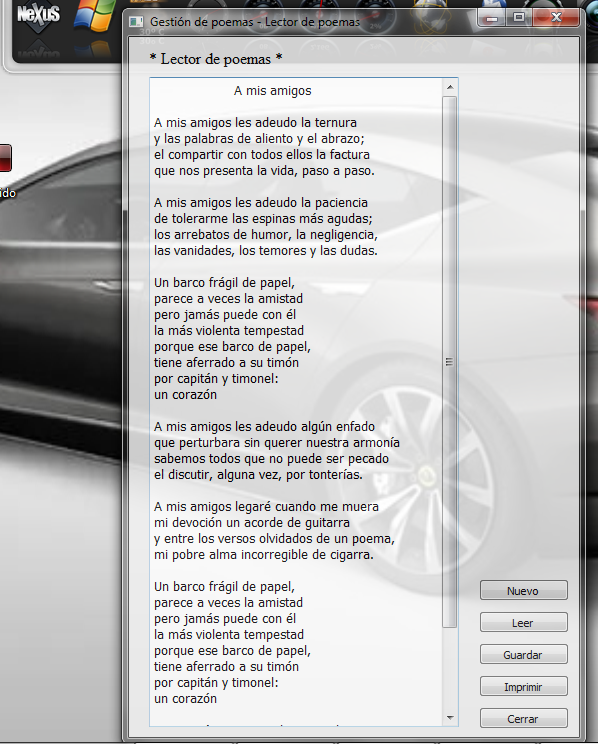 NeXuS
Gestión de poemas - Lector de poemas
* Lector de poemas *
A mis amigos
A mis amigos les adeudo la ternura
y las palabras de aliento y el abrazo;
el compartir con todos ellos la factura
que nos presenta la vida, paso a paso.
A mis amigos les adeudo la paciencia
de tolerarme las espinas más agudas;
los arrebatos de humor, la negligencia,
las vanidades, los temores y las dudas.
Un barco frágil de papel,
parece a veces la amistad
pero jamás puede con él
la más violenta tempestad
porque ese barco de papel,
tiene aferrado a su timón
por capitán y timonel:
un corazón
A mis amigos les adeudo algún enfado
que perturbara sin querer nuestra armonía
sabemos todos que no puede ser pecado
el discutir, alguna vez, por tonterías.
A mis amigos legaré cuando me muera
mi devoción un acorde de guitarra
y entre los versos olvidados de un poema,
mi pobre alma incorregible de cigarra.
Un barco frágil de papel,
parece a veces la amistad
pero jamás puede con él
la más violenta tempestad
porque ese barco de papel,
tiene aferrado a su timón
por capitán y timonel:
un corazón
ido
Nuevo
Leer
Guardar
Imprimir
Cerrar